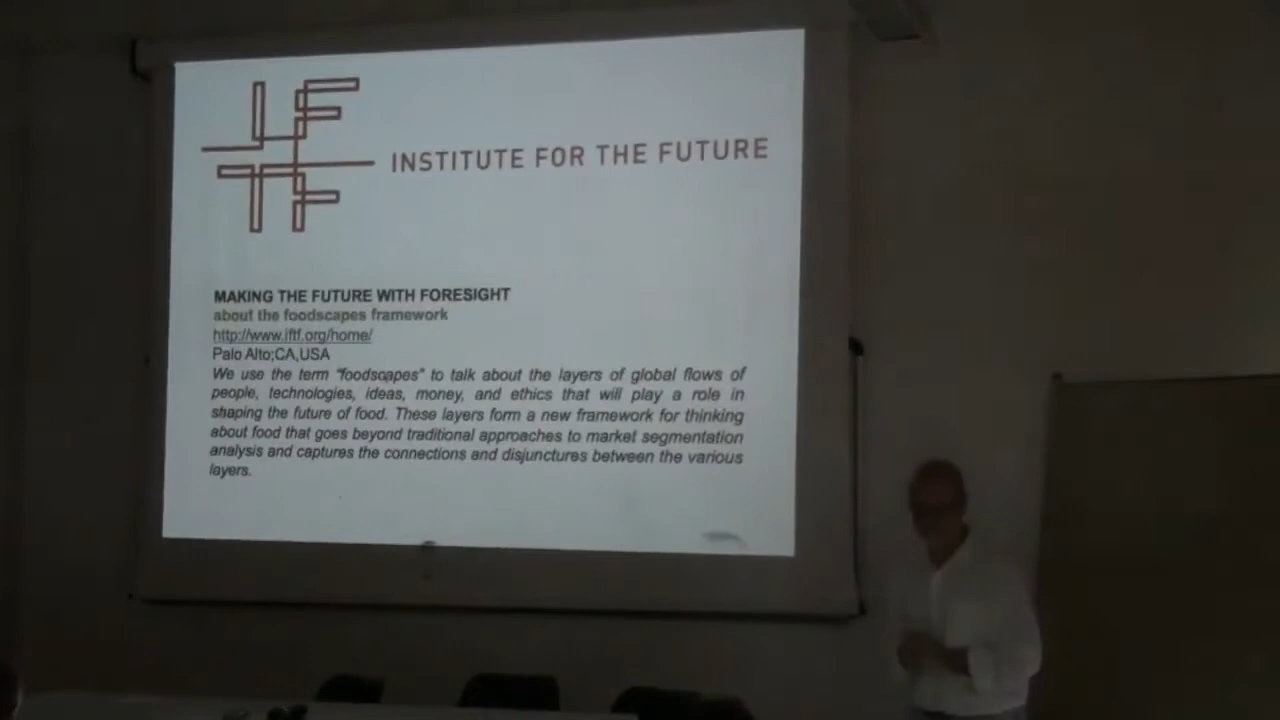 IF
TF
INSTITUTE FOR THE FUTURE
MAKING THE FUTURE WITH FORESIGHT
about the foodscapes framework
http://www.iftf.org/home/
Palo Alto;CA,USA
We use the term "foodscapes" to talk about the layers of global flows of
people, technologies, ideas, money, and ethics that will play a role in
shaping the future of food. These layers form a new framework for thinking
about food that goes beyond traditional approaches to market segmentation
analysis and captures the connections and disjunctures between the various
layers.